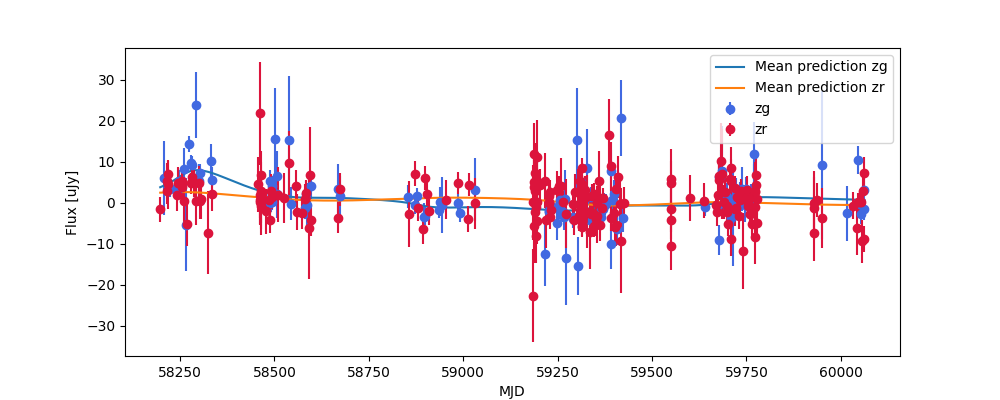 Mean prediction zg
Mean prediction zr
zg
zr
Flux [uJy]
30
20
10
0
−10
−20
−30
58250
58500
58750
59000
59250
59500
59750
60000
MJD